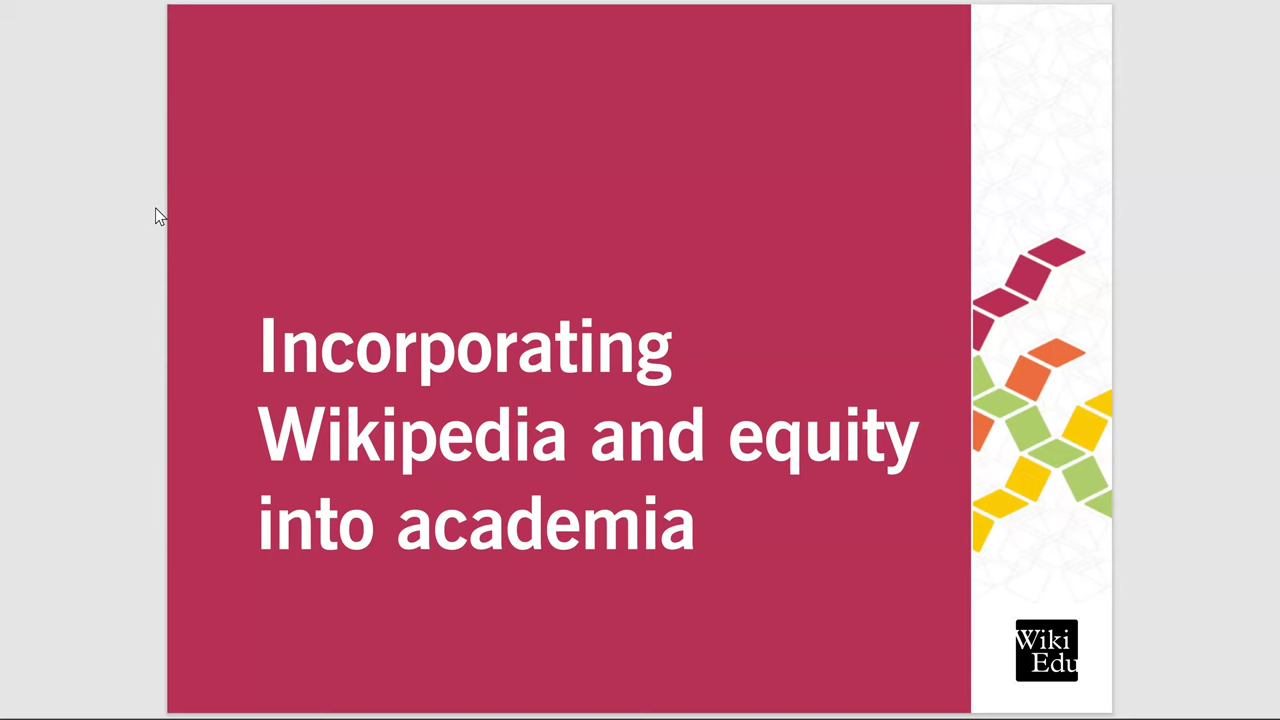 Incorporating
Wikipedia and equity
into academia
Wiki
Edu